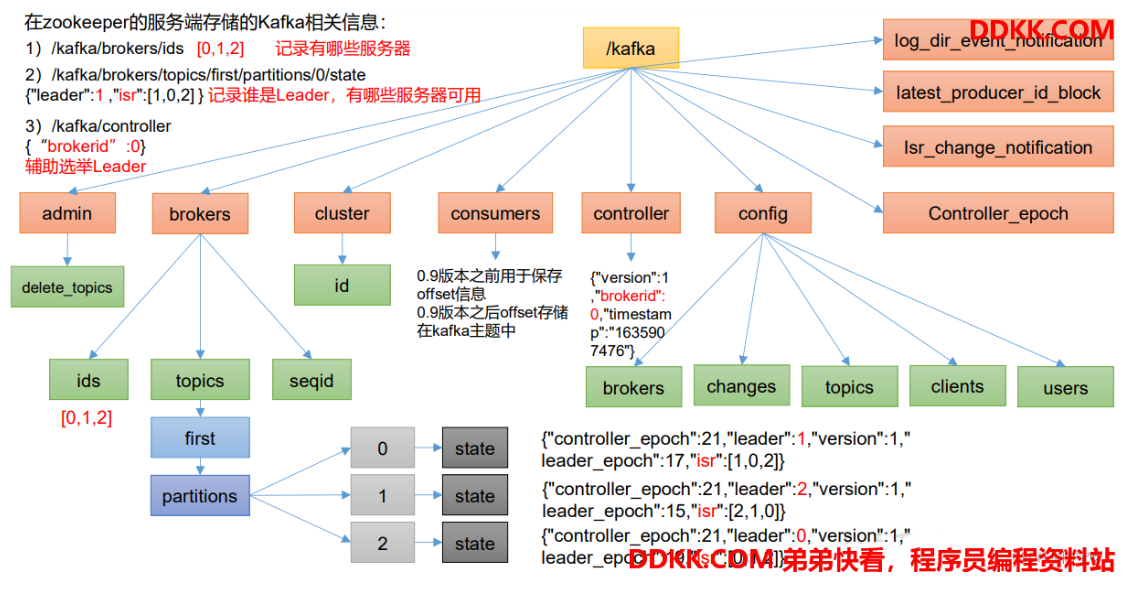 在zookeeper的服务端存储的Kafka相关信息：
1）/kafka/brokers/ids [0,1,2] 记录有哪些服务器
2）/kafka/brokers/topics/first/partitions/0/state
{"leader":1 ,"isr":[1,0,2] } 记录谁是Leader，有哪些服务器可用
3）/kafka/controller
{ “brokerid”:0}
辅助选举Leader
/kafka
DDKK.COM
log_dir_event_notification
latest_producer_id_block
Isr_change_notification
Controller_epoch
admin
brokers
cluster
consumers
controller
config
delete_topics
id
0.9版本之前用于保存
offset信息
0.9版本之后offset存储
在kafka主题中
{"version":1
,"brokerid":
0,"timestam
p":"163590
7476"}
ids
topics
seqid
brokers
changes
topics
clients
users
[0,1,2]
first
partitions
0
state
{"controller_epoch":21,"leader":1,"version":1,"
leader_epoch":17,"isr":[1,0,2]}
1
state
{"controller_epoch":21,"leader":2,"version":1,"
leader_epoch":15,"isr":[2,1,0]}
2
state
{"controller_epoch":21,"leader":0,"version":1,"
leader_epoch":19,"isr":[0,1,2]}
DDKK.COM 弟弟快看，程序员编程资料站